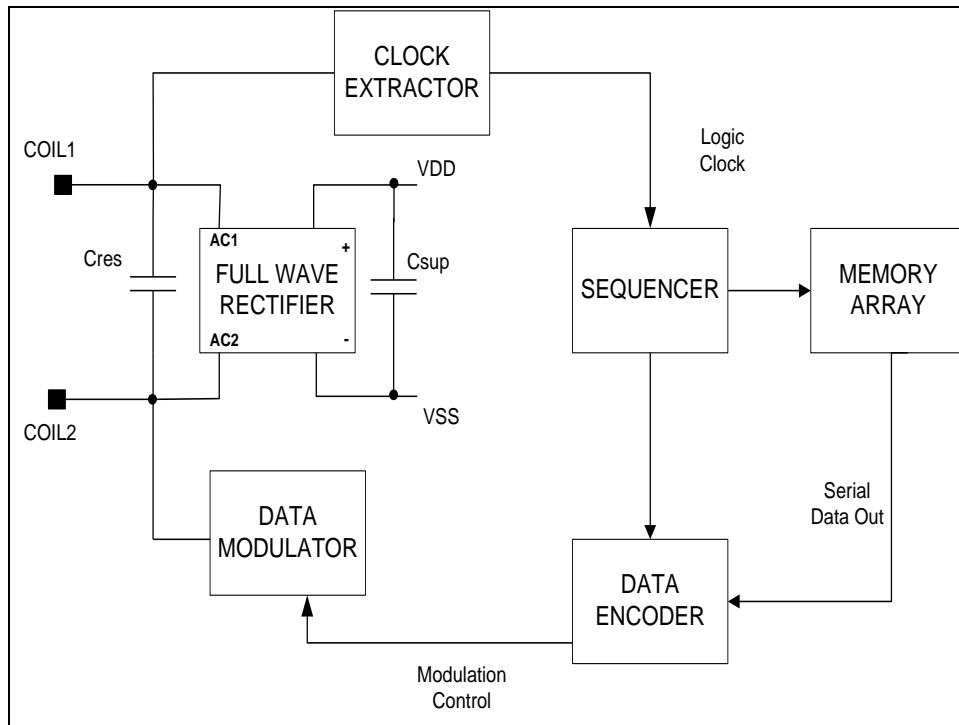 CLOCK
EXTRACTOR
Logic
Clock
COIL1
VDD
AC1
+
Cres
FULL WAVE
RECTIFIER
Csup
SEQUENCER
MEMORY
ARRAY
AC2
-
VSS
COIL2
DATA
MODULATOR
Serial
Data Out
DATA
ENCODER
Modulation
Control